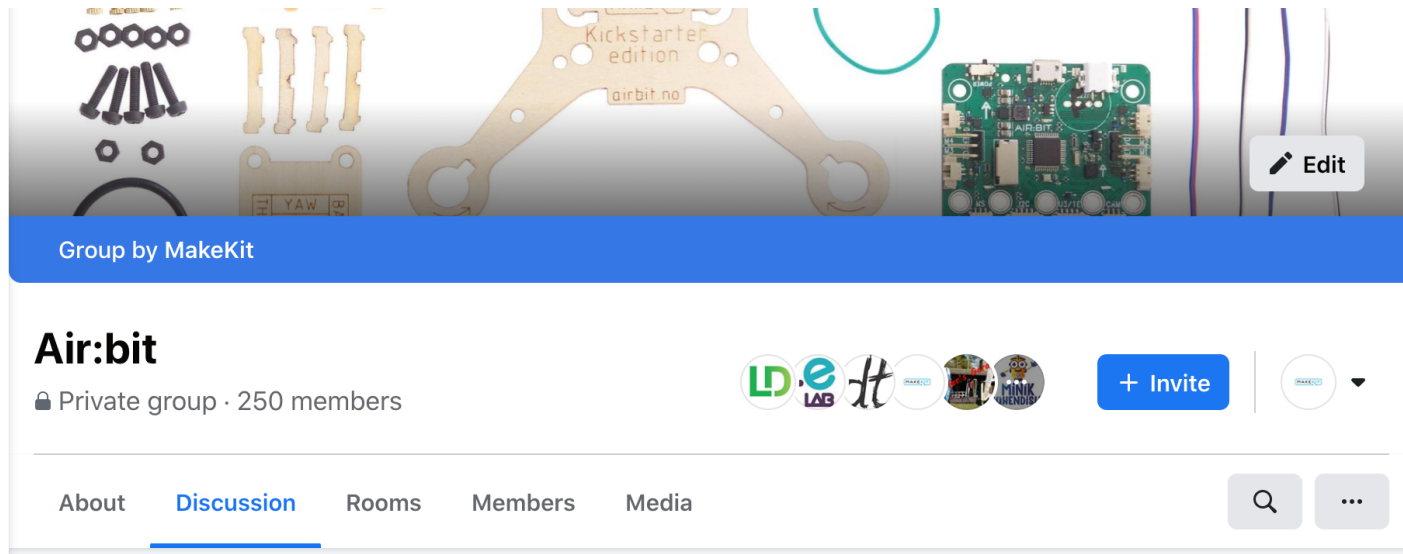 Kickstarter
edition
airbit.no
POWER
AIR:BIT
YAW
Edit
Group by MakeKit
Air:bit
Private group · 250 members
LD
e
LAB
MINIK
+ Invite
About
Discussion
Rooms
Members
Media